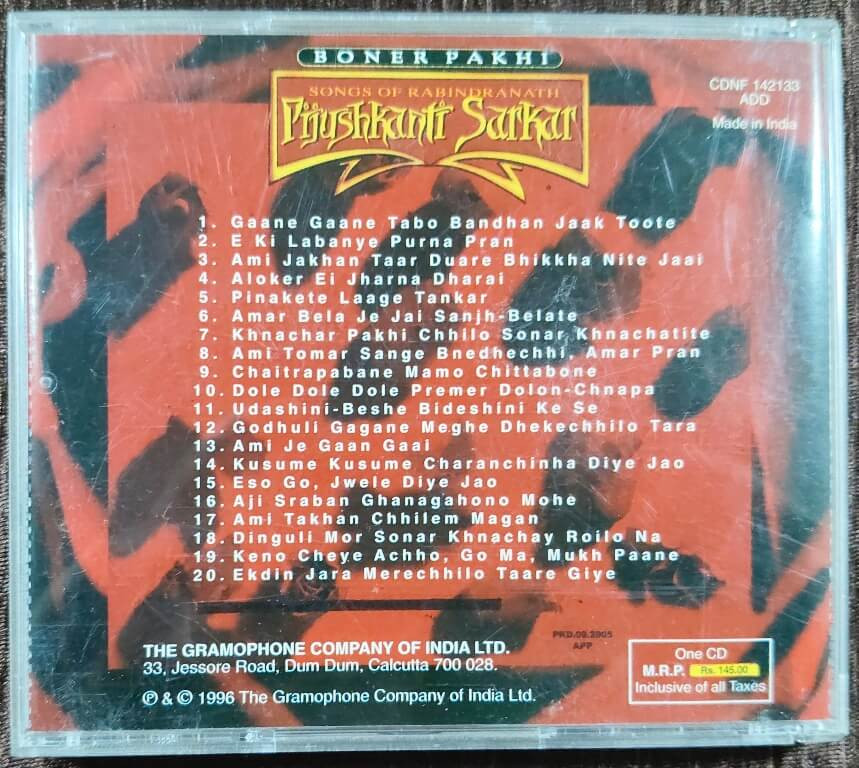 BONER PAKHI
SONGS OF RABINDRANATH
Pijushkanti Sarkar
CDNF 142133
ADD
Made in India
1. Gaane Gaane Tabo Bandhan Jaak Toote
2. E Ki Labanye Purna Pran
3. Ami Jakhan Taar Duare Bhikkha Nite Jaai
4. Aloker Ei Jharna Dharai
5. Pinakete Laage Tankar
6. Amar Bela Je Jai Sanjh-Belate
7. Khnachar Pakhi Chhilo Sonar Khnachatite
8. Ami Tomar Sange Bnedhechhi, Amar Pran
9. Chaitrapabane Mamo Chittabone
10. Dole Dole Dole Premer Dolon-Chnapa
11. Udashini-Beshe Bideshini Ke Se
12. Godhuli Gagane Meghe Dhekechhilo Tara
13. Ami Je Gaan Gaai
14. Kusume Kusume Charanchinha Diye Jao
15. Eso Go, Jwele Diye Jao
16. Aji Sraban Ghanagahono Mohe
17. Ami Takhan Chhilem Magan
18. Dinguli Mor Sonar Khnachay Roilo Na
19. Keno Cheye Achho, Go Ma, Mukh Paane
20. Ekdin Jara Merechhilo Taare Giye
PKD.09.2005
APP
THE GRAMOPHONE COMPANY OF INDIA LTD.
33, Jessore Road, Dum Dum, Calcutta 700 028.
℗ & © 1996 The Gramophone Company of India Ltd.
One CD
M.R.P. Rs. 145.00
Inclusive of all Taxes